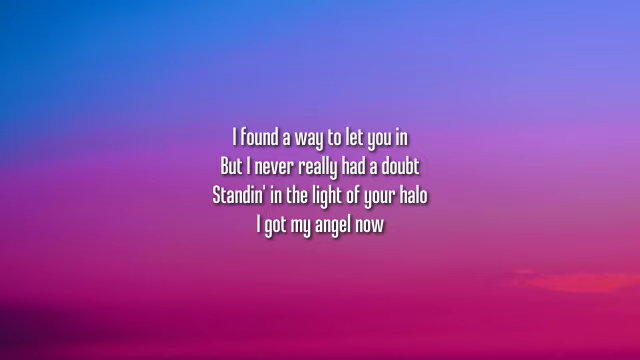 I found a way to let you in
But I never really had a doubt
Standin' in the light of your halo
I got my angel now